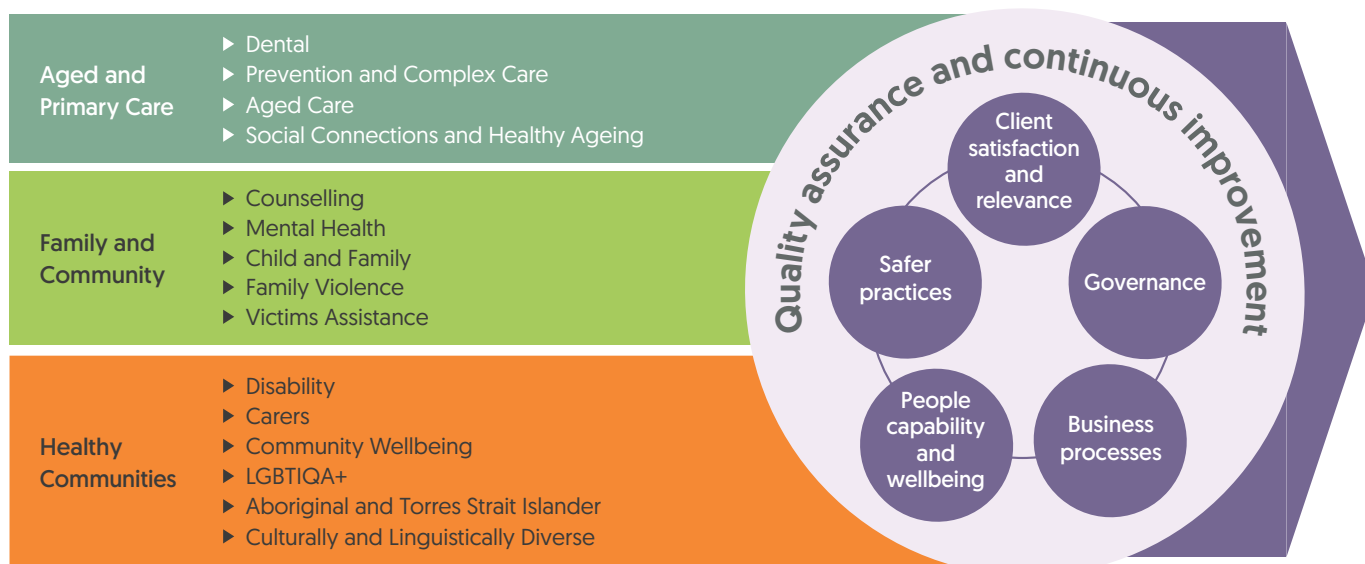 Aged and
Primary Care
Dental
Prevention and Complex Care
Aged Care
Social Connections and Healthy Ageing
Family and
Community
Counselling
Mental Health
Child and Family
Family Violence
Victims Assistance
Healthy
Communities
Disability
Carers
Community Wellbeing
LGBTIQA+
Aboriginal and Torres Strait Islander
Culturally and Linguistically Diverse
Quality assurance and continuous improvement
Client
satisfaction
and
relevance
Governance
Business
processes
People
capability
and
wellbeing
Safer
practices